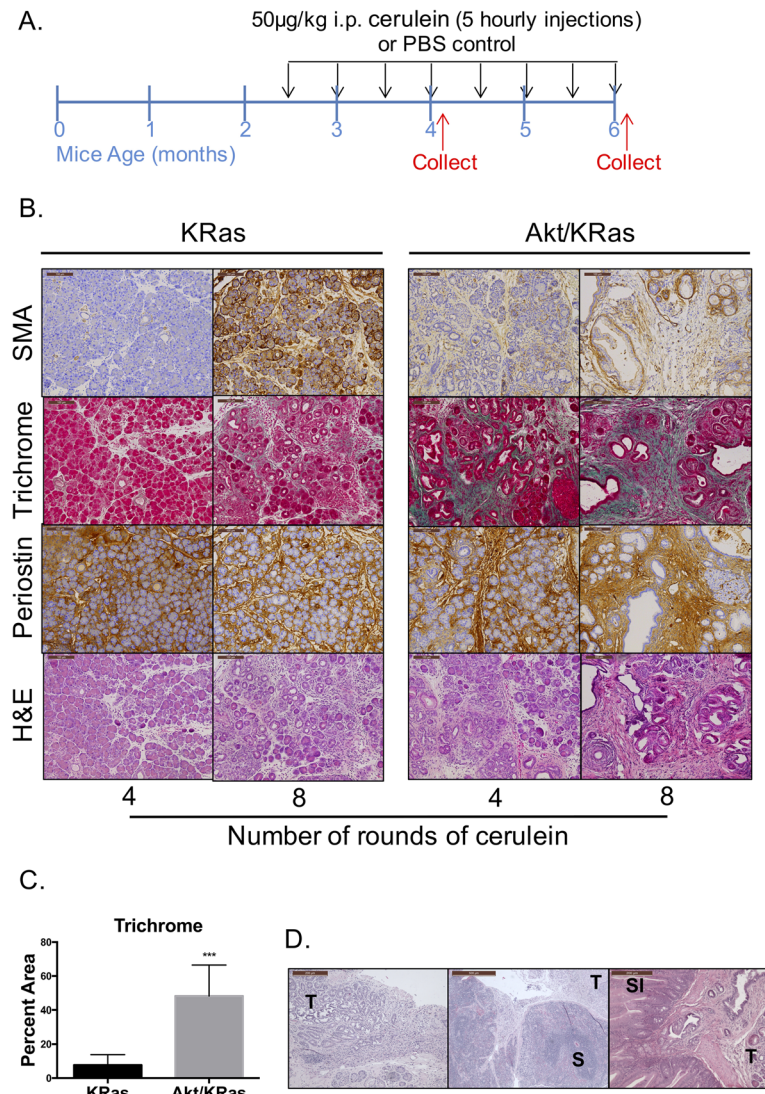 A.
50µg/kg i.p. cerulein (5 hourly injections)
or PBS control
0 1 2 3 4 5 6
Mice Age (months)
Collect Collect
B.
KRas Akt/KRas
SMA
Trichrome
Periostin
H&E
4 8 4 8
Number of rounds of cerulein
C.
Trichrome
Percent Area
80
60
40
20
0
***
KRas Akt/KRas
D.
T
T
S
SI
T